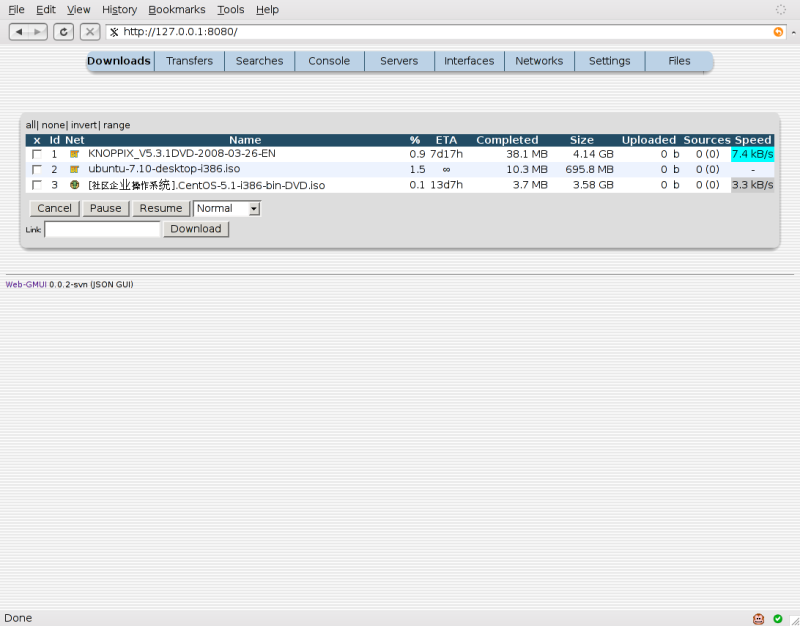 File Edit View History Bookmarks Tools Help
http://127.0.0.1:8080/
Downloads Transfers Searches Console Servers Interfaces Networks Settings Files
all| none| invert| range
x Id Net Name % ETA Completed Size Uploaded Sources Speed
1 KNOPPIX_V5.3.1DVD-2008-03-26-EN 0.9 7d17h 38.1 MB 4.14 GB 0 b 0 (0) 7.4 kB/s
2 ubuntu-7.10-desktop-i386.iso 1.5 ∞ 10.3 MB 695.8 MB 0 b 0 (0) -
3 [社区企业操作系统].CentOS-5.1-i386-bin-DVD.iso 0.1 13d7h 3.7 MB 3.58 GB 0 b 0 (0) 3.3 kB/s
Cancel Pause Resume Normal
Link: Download
Web-GMUI 0.0.2-svn (JSON GUI)
Done